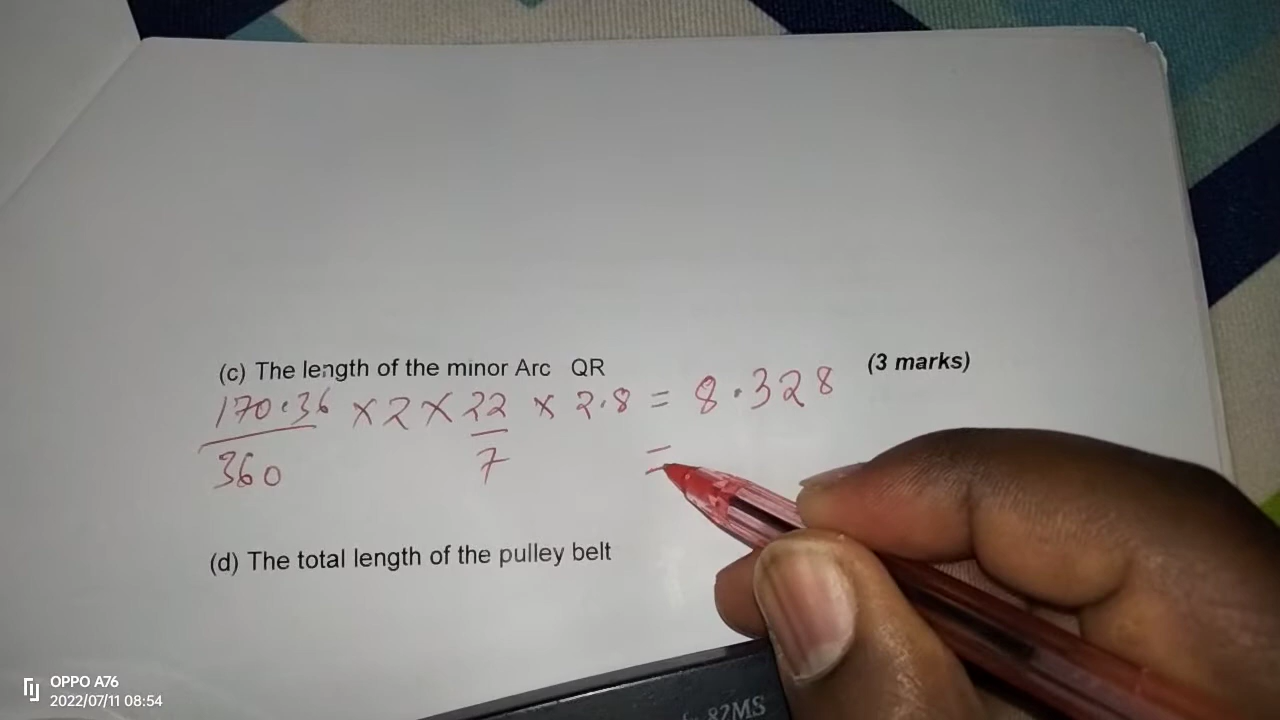 (c) The length of the minor Arc QR (3 marks)
170.36 × 2 × 22 × 2.8 = 8.328
360 7 =
(d) The total length of the pulley belt
82MS
OPPO A76
2022/07/11 08:54